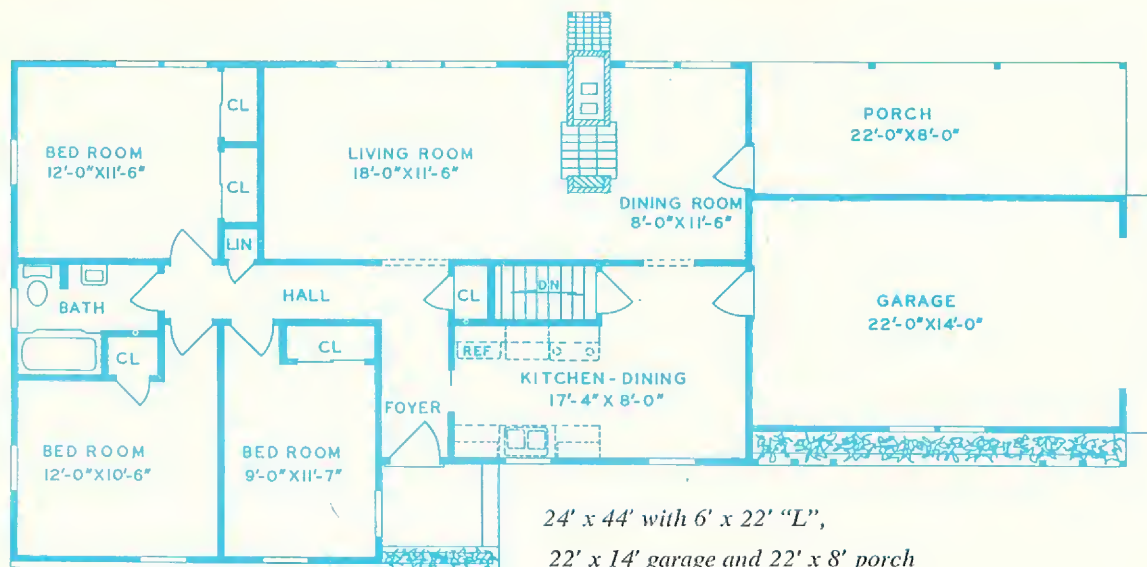 BED ROOM
12'-0"X11'-6"
CL
CL
LIN
LIVING ROOM
18'-0"X11'-6"
DINING ROOM
8'-0"X11'-6"
PORCH
22'-0"X8'-0"
BATH
HALL
CL
DN
GARAGE
22'-0"X14'-0"
CL
CL
REF
KITCHEN-DINING
17'-4" X 8'-0"
FOYER
BED ROOM
12'-0"X10'-6"
BED ROOM
9'-0"X11'-7"
24' x 44' with 6' x 22' "L",
22' x 14' garage and 22' x 8' porch